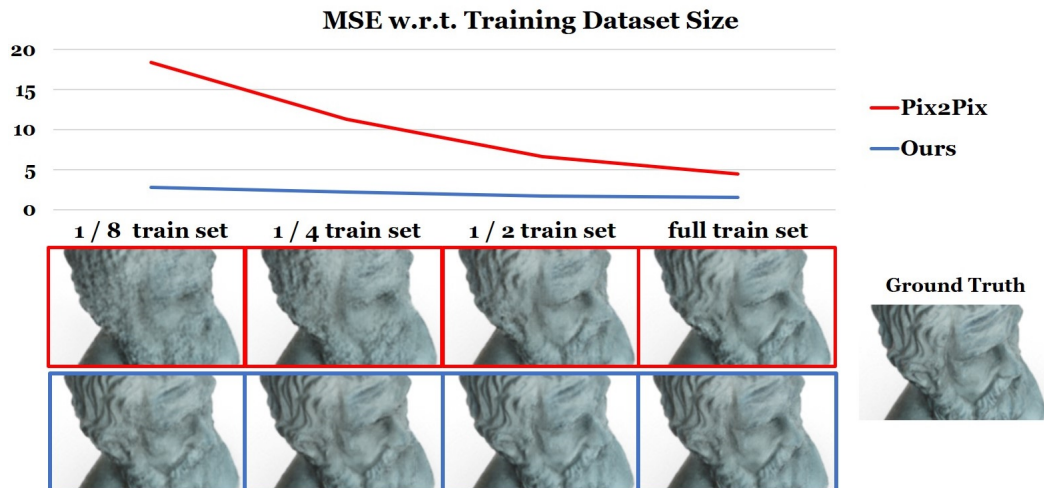 MSE w.r.t. Training Dataset Size
20
15
10
5
0
Pix2Pix
Ours
1 / 8 train set
1 / 4 train set
1 / 2 train set
full train set
Ground Truth